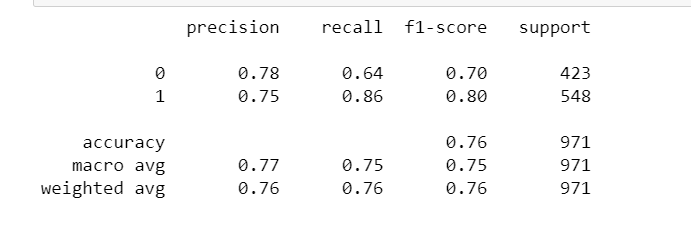 precision recall f1-score support
0 0.78 0.64 0.70 423
1 0.75 0.86 0.80 548
accuracy 0.76 971
macro avg 0.77 0.75 0.75 971
weighted avg 0.76 0.76 0.76 971